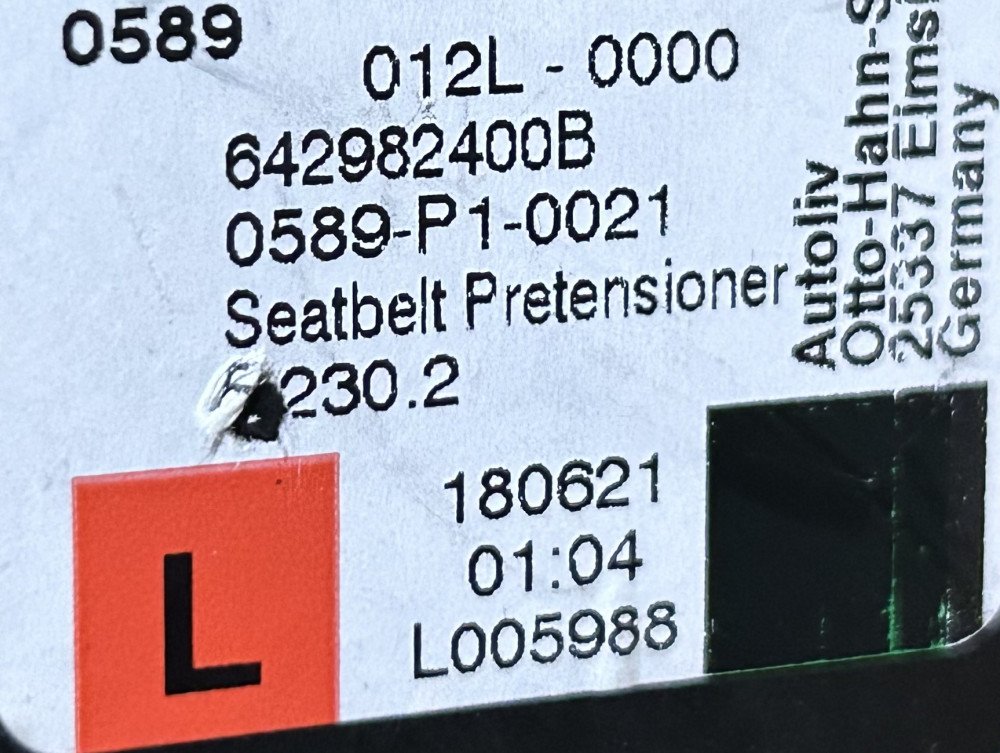 0589
012L - 0000
642982400B
0589-P1-0021
Seatbelt Pretensioner
230.2
180621
01:04
L005988
L
Autoliv
Otto-Hahn-S
25337 Elms
Germany